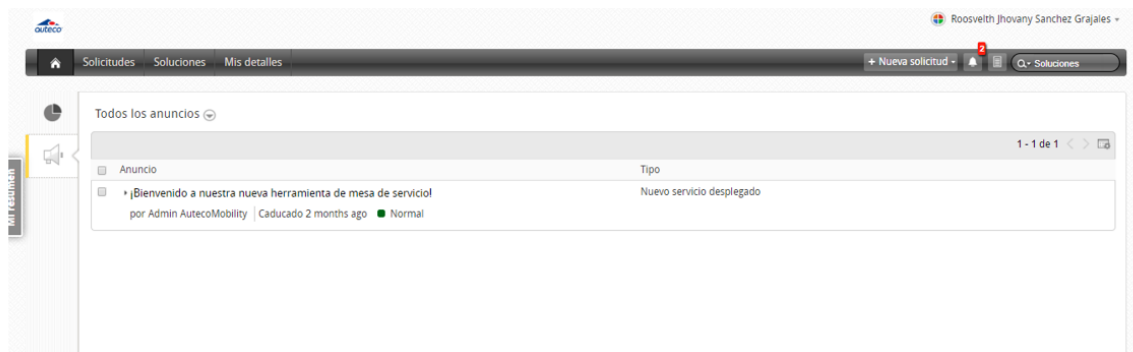 auteco
Roosvelth Jhovany Sanchez Grajales
Solicitudes Soluciones Mis detalles
2
+ Nueva solicitud
Soluciones
Todos los anuncios
1 - 1 de 1
Mi resumen
Anuncio Tipo
¡Bienvenido a nuestra nueva herramienta de mesa de servicio! Nuevo servicio desplegado
por Admin AutecoMobility Caducado 2 months ago Normal